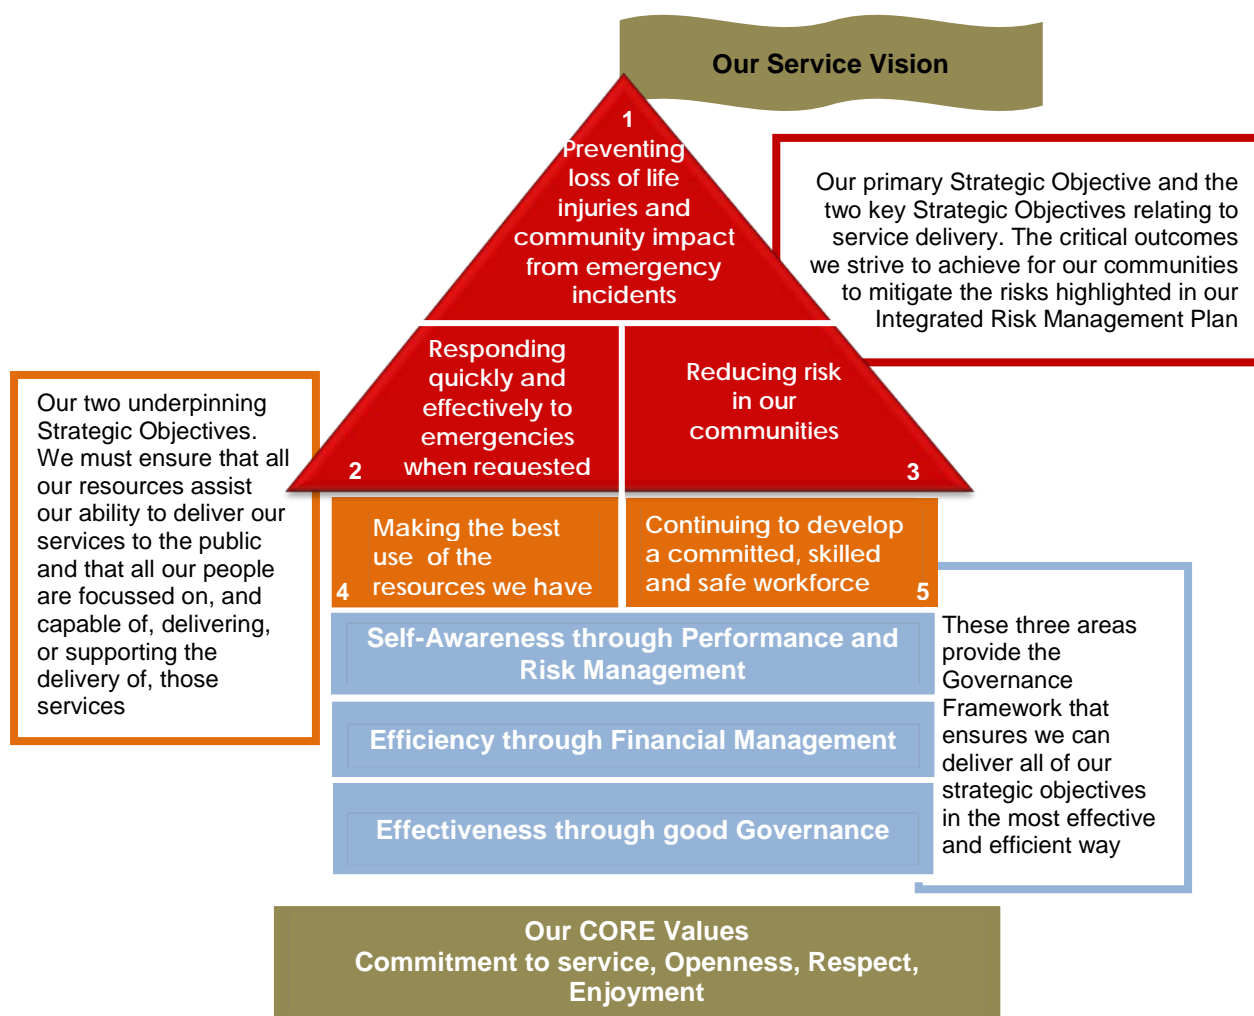 Our Service Vision
1
Preventing
loss of life
injuries and
community impact
from emergency
incidents
Our primary Strategic Objective and the
two key Strategic Objectives relating to
service delivery. The critical outcomes
we strive to achieve for our communities
to mitigate the risks highlighted in our
Integrated Risk Management Plan
Responding
quickly and
effectively to
emergencies
when requested
2
Reducing risk
in our
communities
3
Our two underpinning
Strategic Objectives.
We must ensure that all
our resources assist
our ability to deliver our
services to the public
and that all our people
are focussed on, and
capable of, delivering,
or supporting the
delivery of, those
services
Making the best
use of the
resources we have
4
Continuing to develop
a committed, skilled
and safe workforce
5
Self-Awareness through Performance and
Risk Management
Efficiency through Financial Management
Effectiveness through good Governance
These three areas
provide the
Governance
Framework that
ensures we can
deliver all of our
strategic objectives
in the most effective
and efficient way
Our CORE Values
Commitment to service, Openness, Respect,
Enjoyment